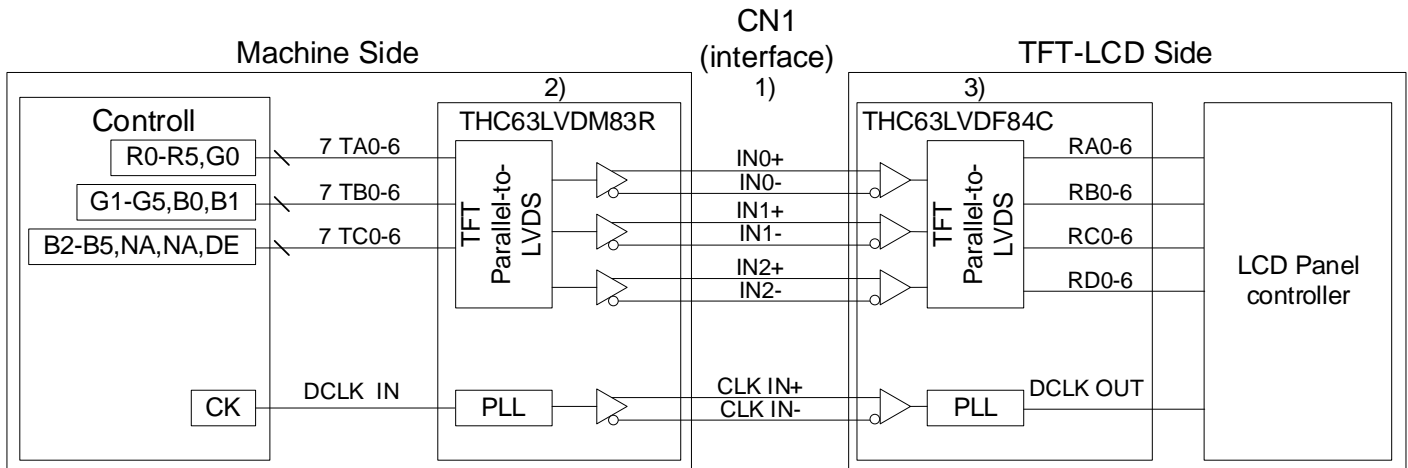 CN1
(interface)
1)
Machine Side
TFT-LCD Side
2)
3)
Controll
THC63LVDM83R
THC63LVDF84C
R0-R5,G0
7 TA0-6
G1-G5,B0,B1
7 TB0-6
B2-B5,NA,NA,DE
7 TC0-6
TFT
Parallel-to-
LVDS
IN0+
IN0-
IN1+
IN1-
IN2+
IN2-
TFT
Parallel-to-
LVDS
RA0-6
RB0-6
RC0-6
RD0-6
LCD Panel
controller
CK
DCLK IN
PLL
CLK IN+
CLK IN-
PLL
DCLK OUT